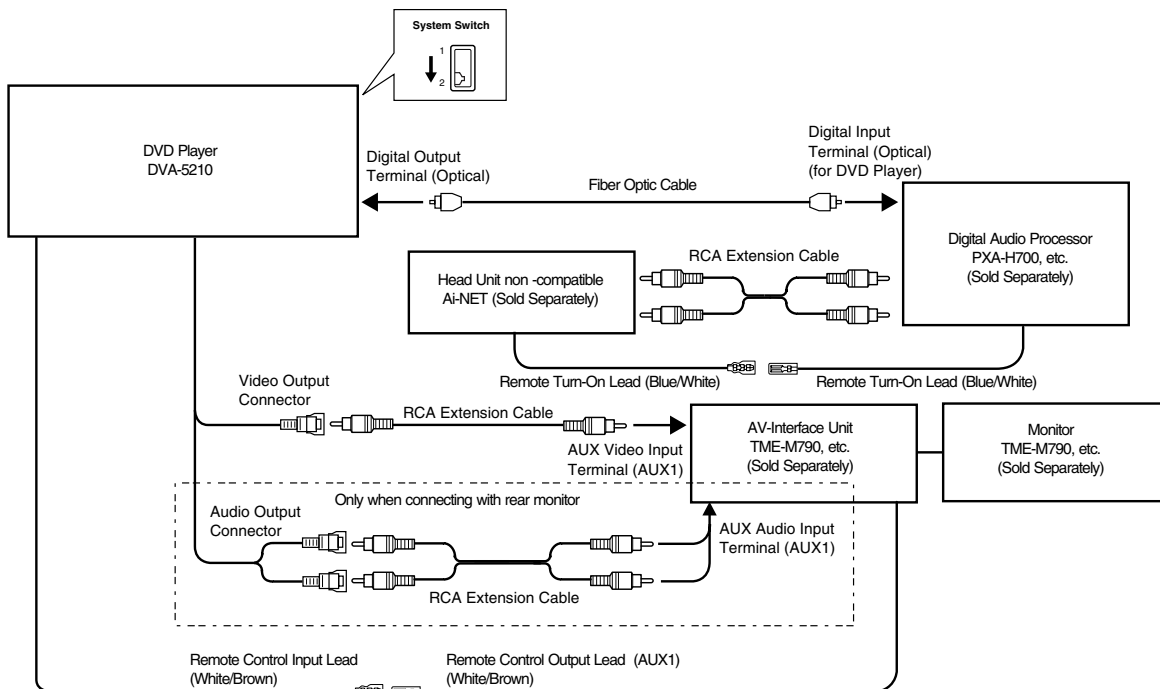 System Switch
1
2
DVD Player
DVA-5210
Digital Output
Terminal (Optical)
Fiber Optic Cable
Digital Input
Terminal (Optical)
(for DVD Player)
Digital Audio Processor
PXA-H700, etc.
(Sold Separately)
RCA Extension Cable
Head Unit non -compatible
Ai-NET (Sold Separately)
Remote Turn-On Lead (Blue/White)
Remote Turn-On Lead (Blue/White)
Video Output
Connector
RCA Extension Cable
AUX Video Input
Terminal (AUX1)
AV-Interface Unit
TME-M790, etc.
(Sold Separately)
Monitor
TME-M790, etc.
(Sold Separately)
Only when connecting with rear monitor
Audio Output
Connector
AUX Audio Input
Terminal (AUX1)
RCA Extension Cable
Remote Control Input Lead
(White/Brown)
Remote Control Output Lead (AUX1)
(White/Brown)